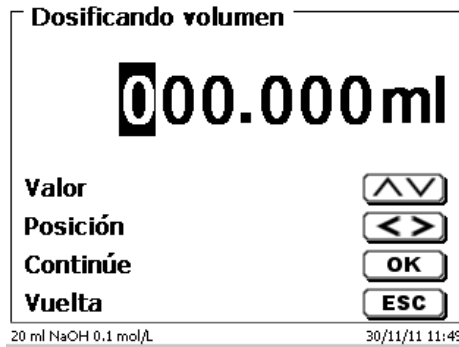 Dosificando volumen
000.000ml
Valor
Posición < >
Continúe OK
Vuelta ESC
20 ml NaOH 0.1 mol/L 30/11/11 11:49